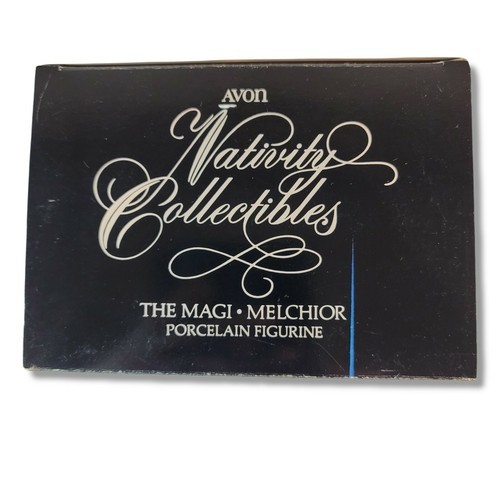 AVON
Nativity
Collectibles
THE MAGI • MELCHIOR
PORCELAIN FIGURINE